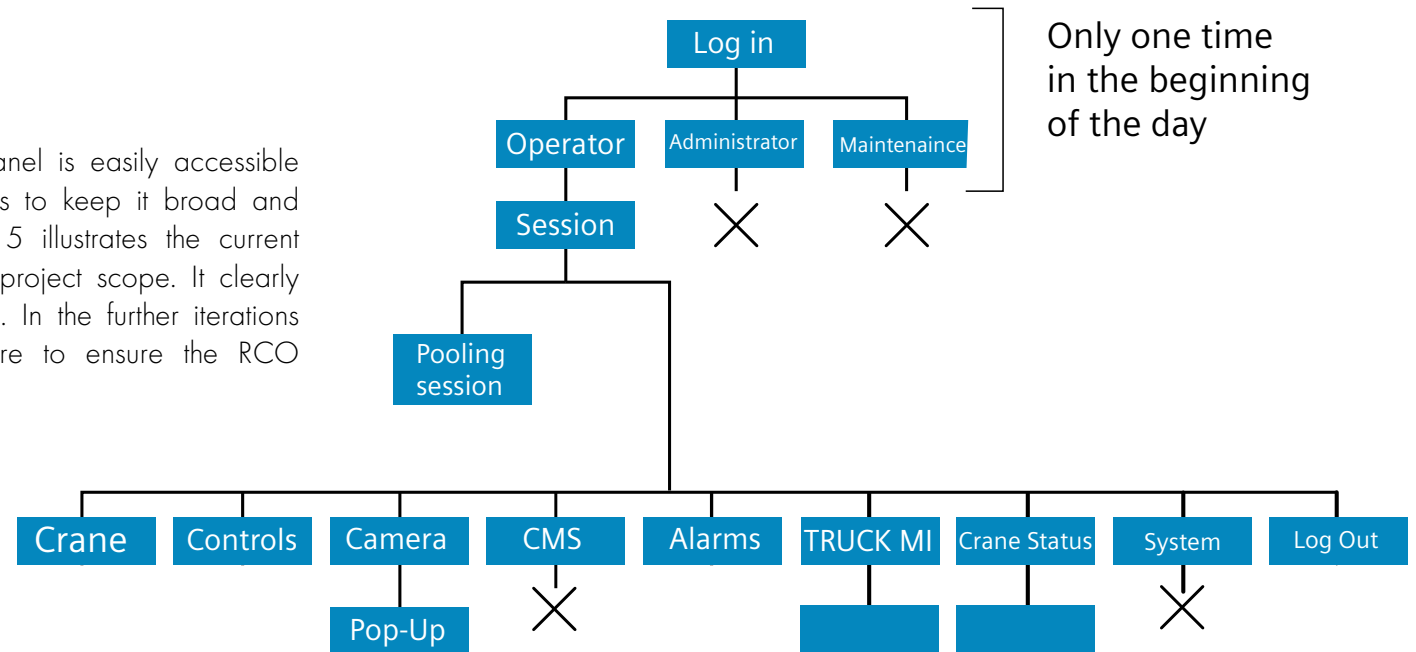 Log in
Only one time
in the beginning
of the day
Operator
Administrator
Maintenaince
anel is easily accessible
s to keep it broad and
5 illustrates the current
project scope. It clearly
. In the further iterations
re to ensure the RCO
Session
Pooling
session
Crane
Controls
Camera
CMS
Alarms
TRUCK MI
Crane Status
System
Log Out
Pop-Up